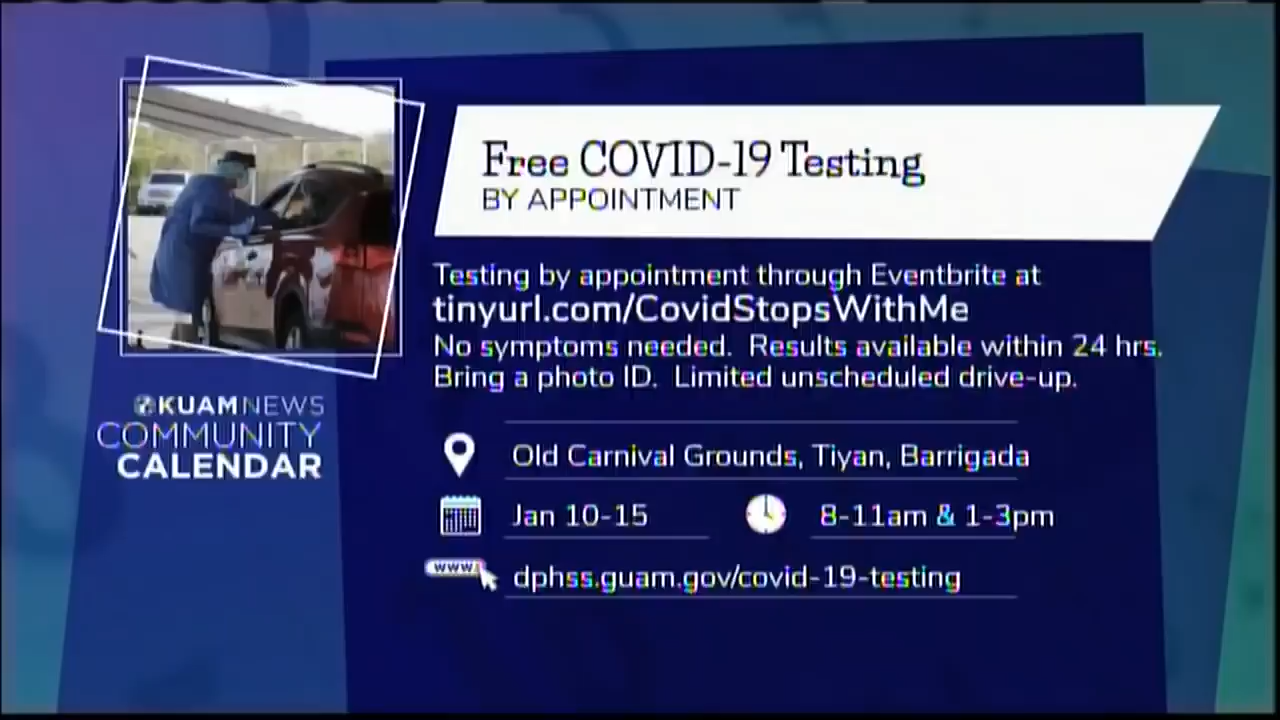 Free COVID-19 Testing
BY APPOINTMENT
Testing by appointment through Eventbrite at
tinyurl.com/CovidStopsWithMe
No symptoms needed. Results available within 24 hrs.
Bring a photo ID. Limited unscheduled drive-up.
KUAMNEWS
COMMUNITY
CALENDAR
Old Carnival Grounds, Tiyan, Barrigada
Jan 10-15
8-11am & 1-3pm
www.
dphss.guam.gov/covid-19-testing